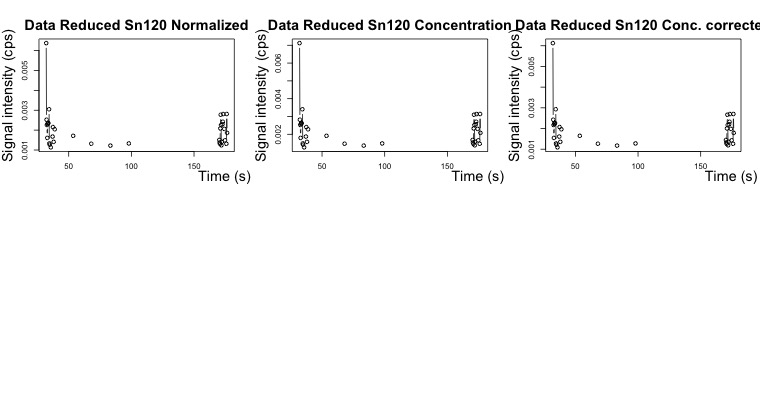 Data Reduced Sn120 Normalized
Signal intensity (cps)
0.001
0.003
0.005
50
100
150
Time (s)
Data Reduced Sn120 Concentration
Signal intensity (cps)
0.002
0.004
0.006
50
100
150
Time (s)
Data Reduced Sn120 Conc. correcte
Signal intensity (cps)
0.001
0.003
0.005
50
100
150
Time (s)